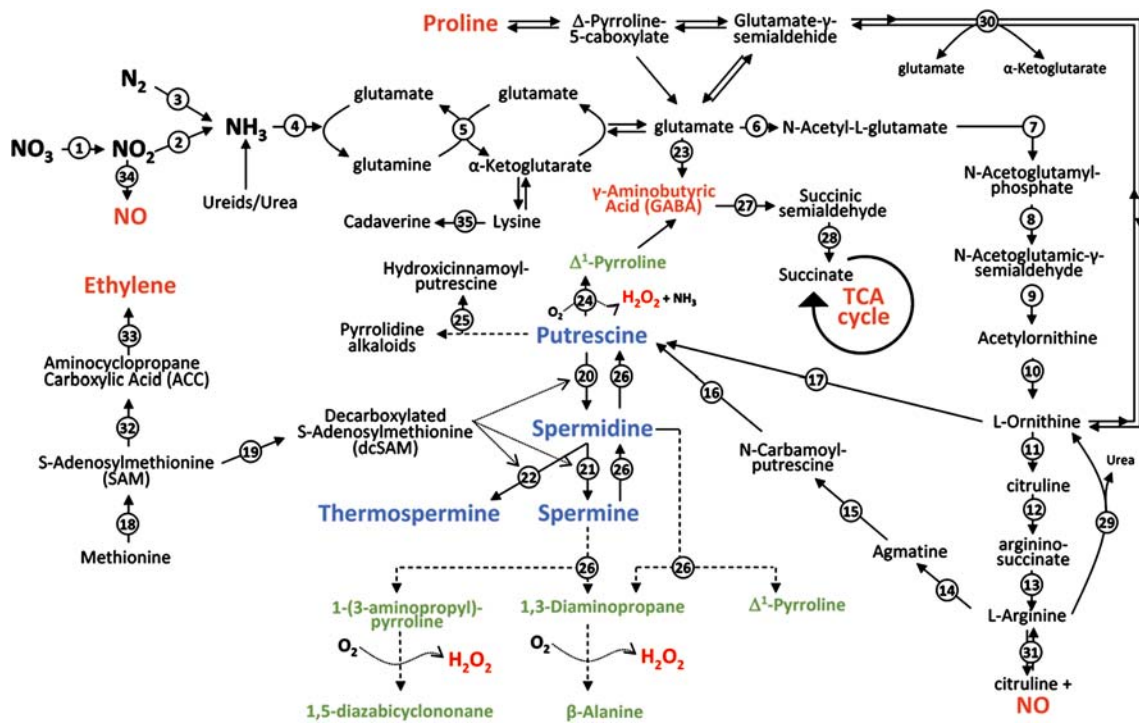 Proline
Δ-Pyrroline-
5-caboxylate
Glutamate-γ-
semialdehide
30
glutamate
α-Ketoglutarate
N2
3
glutamate
glutamate
NO3
1
NO2
2
NH3
4
5
glutamate
6
N-Acetyl-L-glutamate
7
glutamine
α-Ketoglutarate
23
34
NO
Ureids/Urea
Cadaverine
35
Lysine
γ-Aminobutyric
Acid (GABA)
27
Succinic
semialdehyde
28
N-Acetoglutamyl-
phosphate
8
N-Acetoglutamic-γ-
semialdehyde
9
Acetylornithine
10
Ethylene
33
Aminocyclopropane
Carboxylic Acid (ACC)
32
S-Adenosylmethionine
(SAM)
18
Methionine
19
Hydroxicinnamoyl-
putrescine
25
Pyrrolidine
alkaloids
Δ1-Pyrroline
O2
24
H2O2 + NH3
Putrescine
Succinate
TCA
cycle
20
26
17
16
Decarboxylated
S-Adenosylmethionine
(dcSAM)
Spermidine
22
21
26
Thermospermine
Spermine
N-Carbamoyl-
putrescine
15
Agmatine
14
L-Ornithine
11
citruline
12
arginino-
succinate
13
L-Arginine
Urea
29
31
citruline +
NO
26
26
1-(3-aminopropyl)-
pyrroline
1,3-Diaminopropane
Δ1-Pyrroline
O2
H2O2
O2
H2O2
1,5-diazabicyclononane
β-Alanine